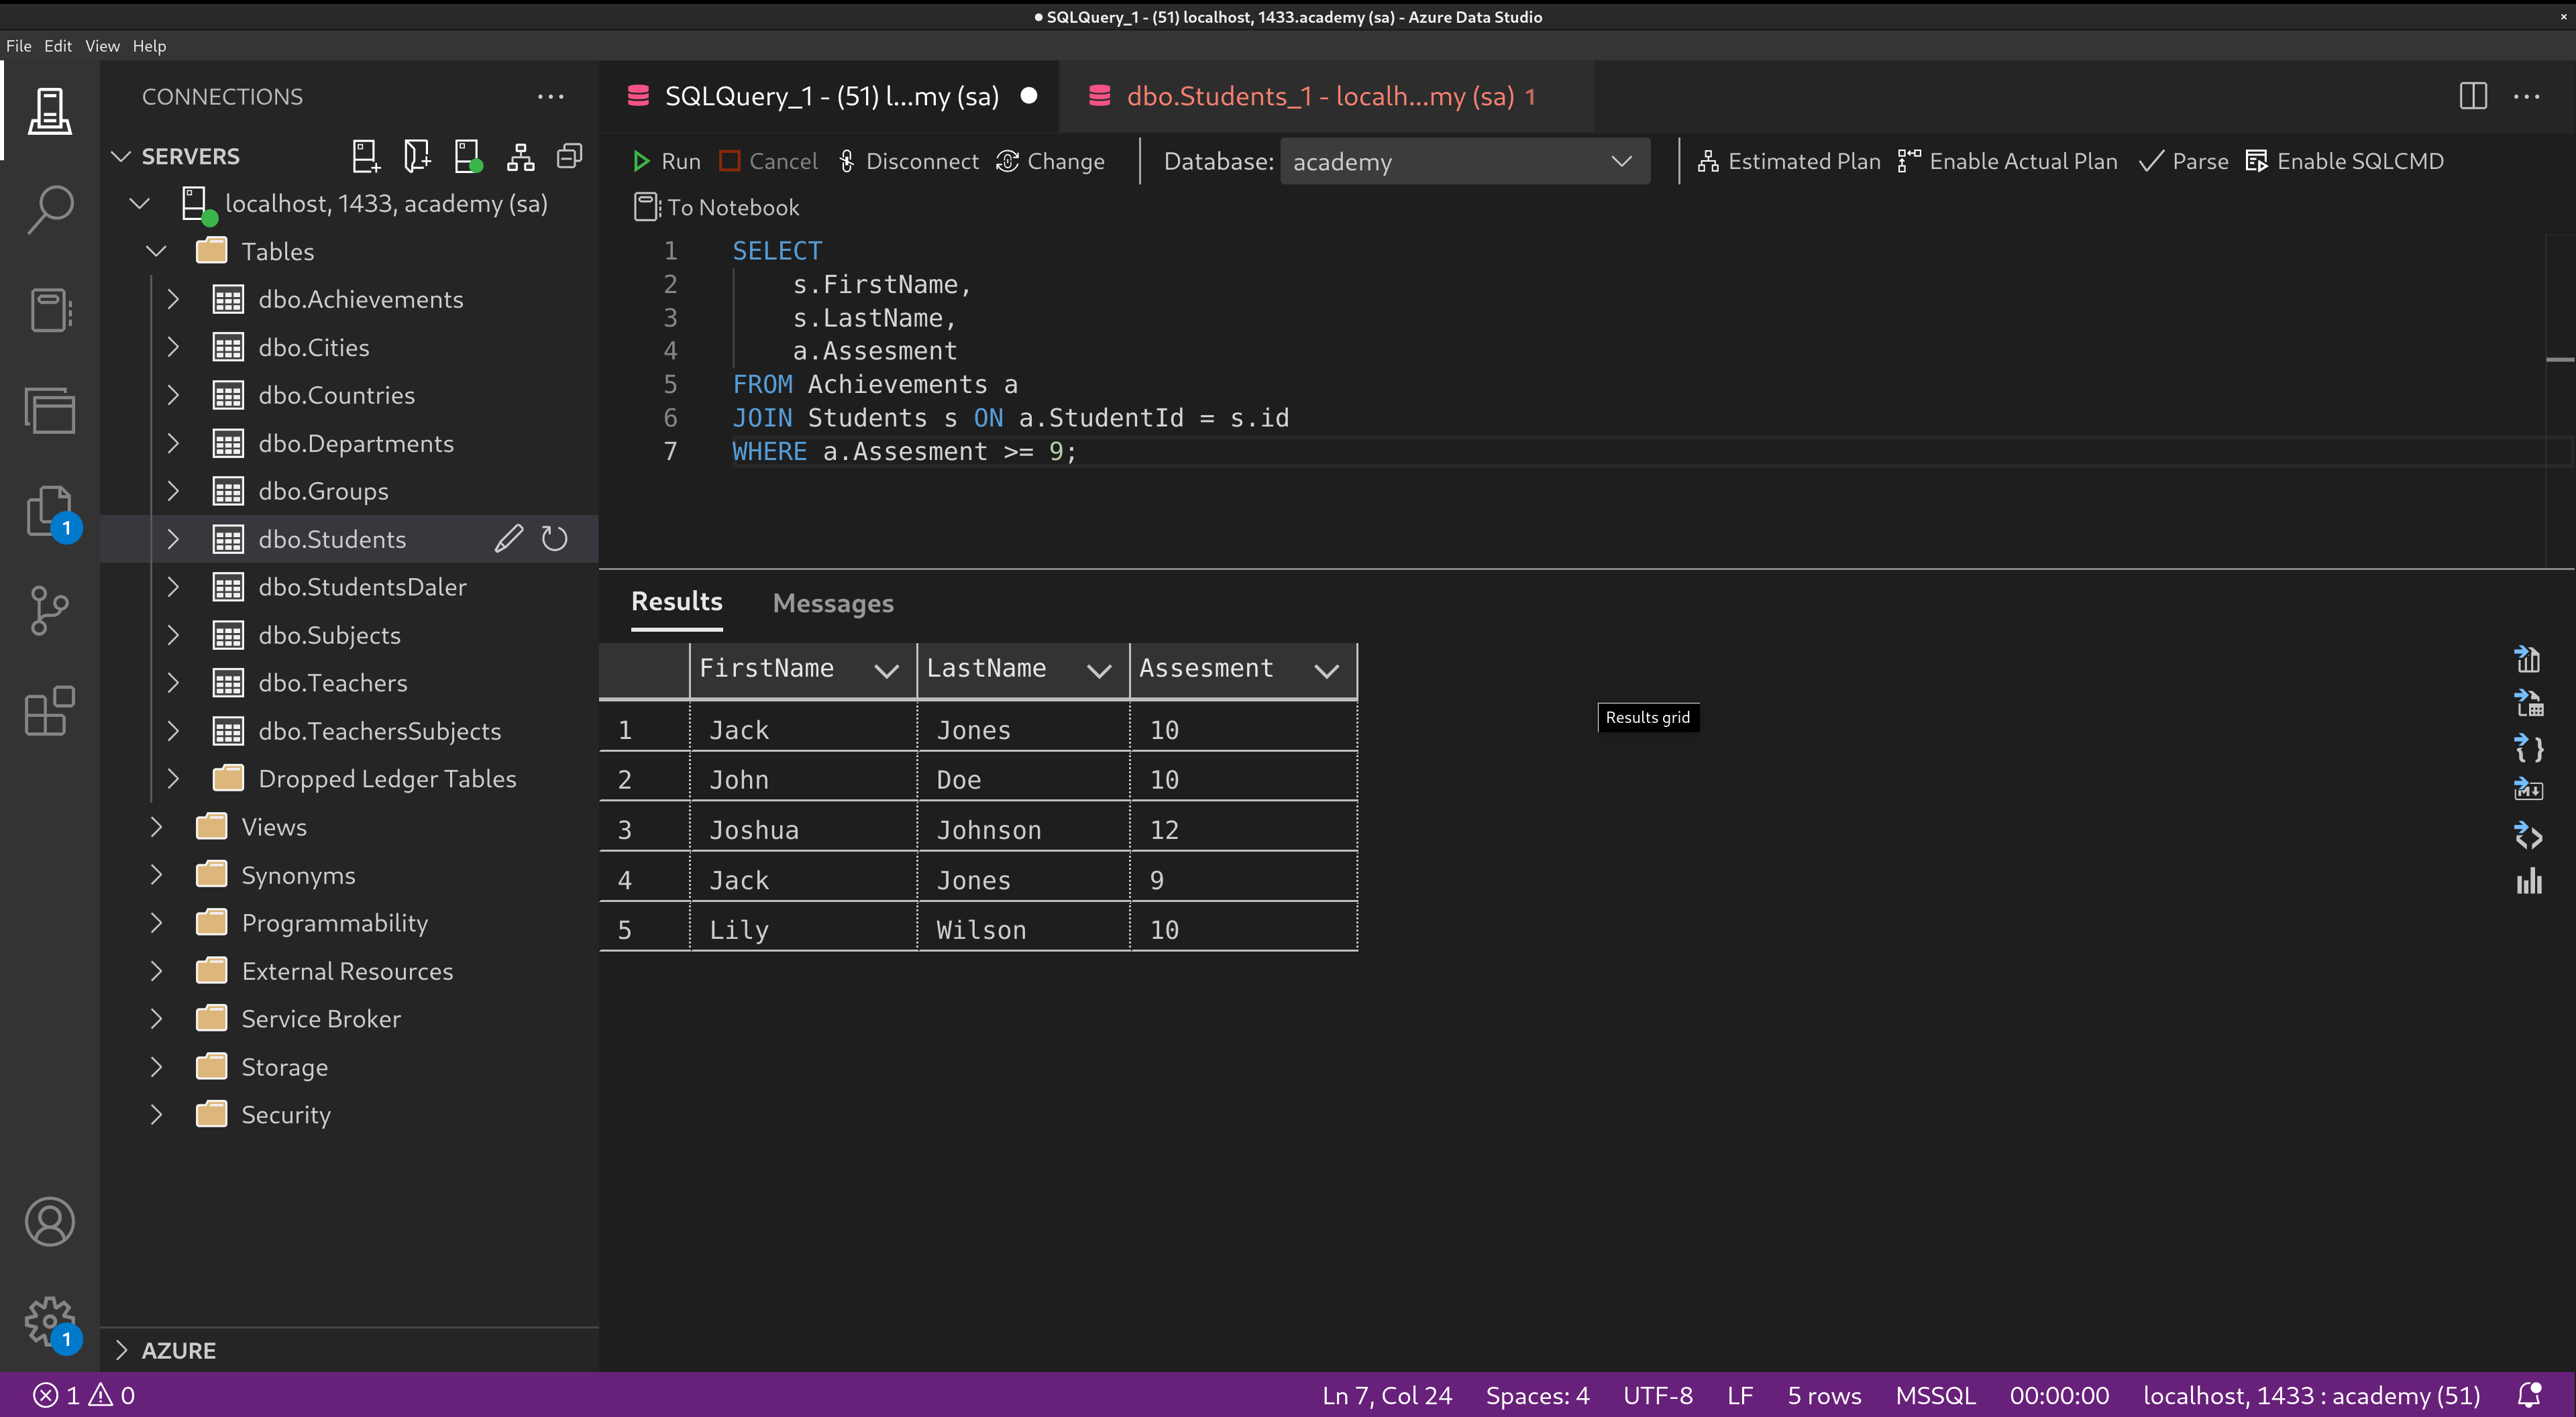 SQLQuery_1 - (51) localhost, 1433.academy (sa) - Azure Data Studio
File Edit View Help
CONNECTIONS
SERVERS
localhost, 1433, academy (sa)
Tables
dbo.Achievements
dbo.Cities
dbo.Countries
dbo.Departments
dbo.Groups
dbo.Students
dbo.StudentsDaler
dbo.Subjects
dbo.Teachers
dbo.TeachersSubjects
Dropped Ledger Tables
Views
Synonyms
Programmability
External Resources
Service Broker
Storage
Security
AZURE
1
1
SQLQuery_1 - (51) l...my (sa)
dbo.Students_1 - localh...my (sa) 1
Run Cancel Disconnect Change Database: academy Estimated Plan Enable Actual Plan Parse Enable SQLCMD
To Notebook
1 SELECT
2 s.FirstName,
3 s.LastName,
4 a.Assesment
5 FROM Achievements a
6 JOIN Students s ON a.StudentId = s.id
7 WHERE a.Assesment >= 9;
Results Messages
FirstName LastName Assesment
1 Jack Jones 10
2 John Doe 10
3 Joshua Johnson 12
4 Jack Jones 9
5 Lily Wilson 10
Results grid
1 0 Ln 7, Col 24 Spaces: 4 UTF-8 LF 5 rows MSSQL 00:00:00 localhost, 1433 : academy (51)